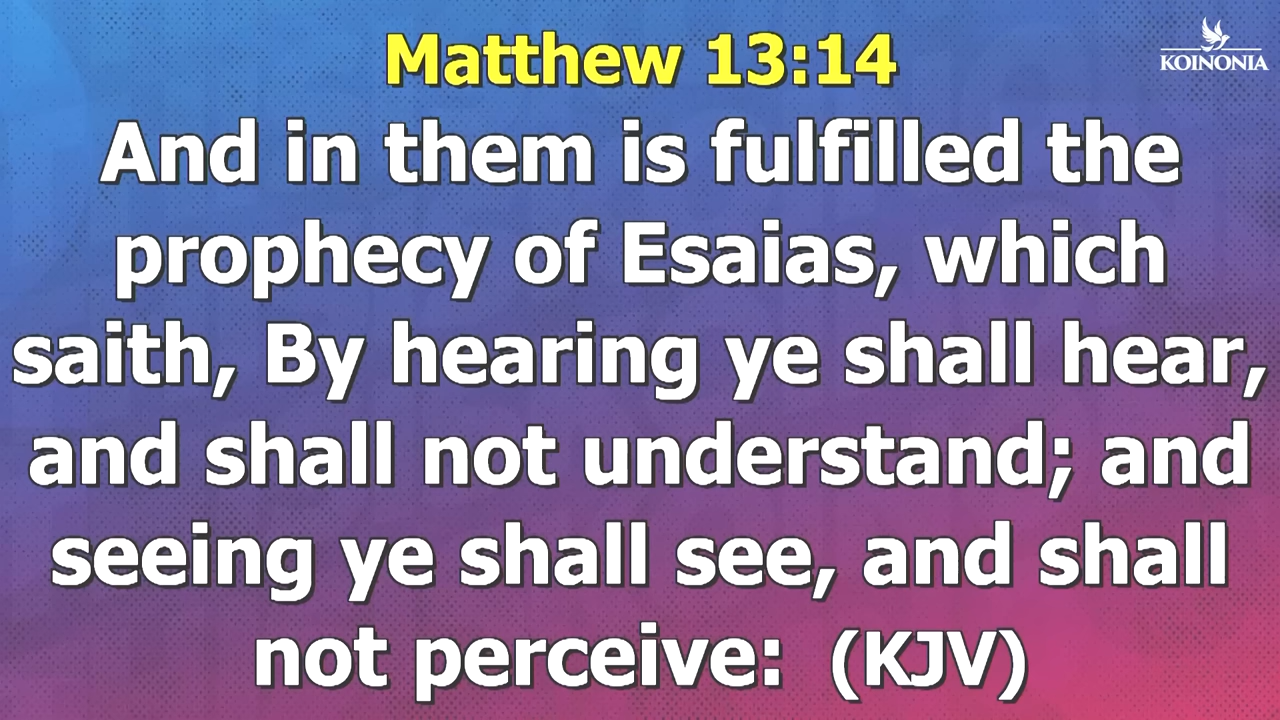 Matthew 13:14
KOINONIA
And in them is fulfilled the
prophecy of Esaias, which
saith, By hearing ye shall hear,
and shall not understand; and
seeing ye shall see, and shall
not perceive: (KJV)